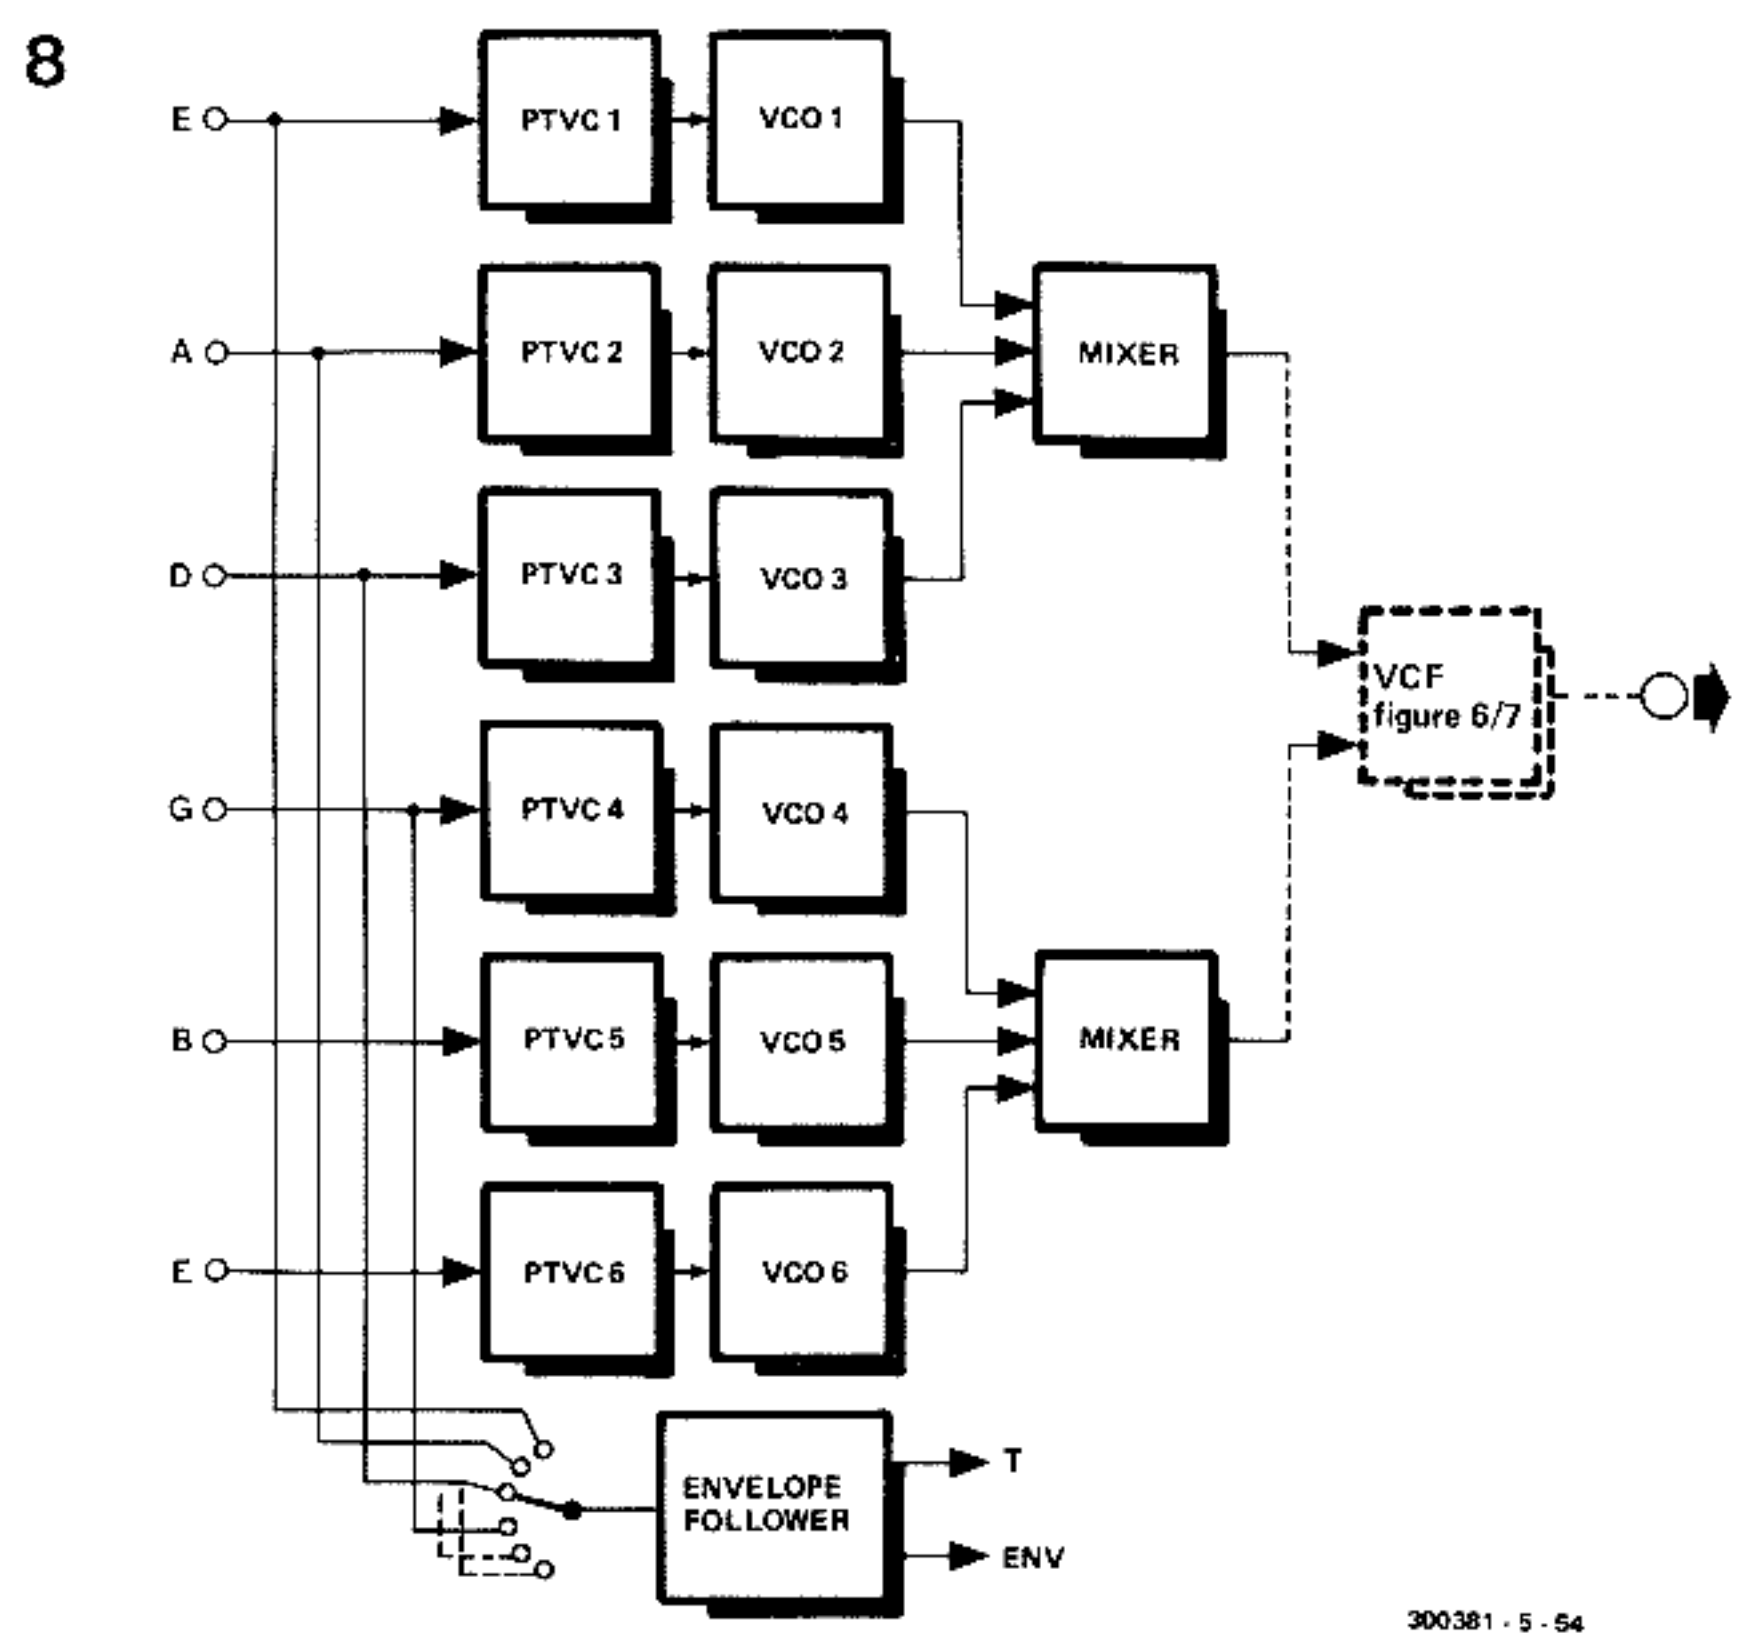 8
E
PTVC 1
VCO 1
A
PTVC 2
VCO 2
MIXER
D
PTVC 3
VCO 3
VCF
figure 6/7
G
PTVC 4
VCO 4
B
PTVC 5
VCO 5
MIXER
E
PTVC 6
VCO 6
ENVELOPE
FOLLOWER
T
ENV
300381 - 5 - 54